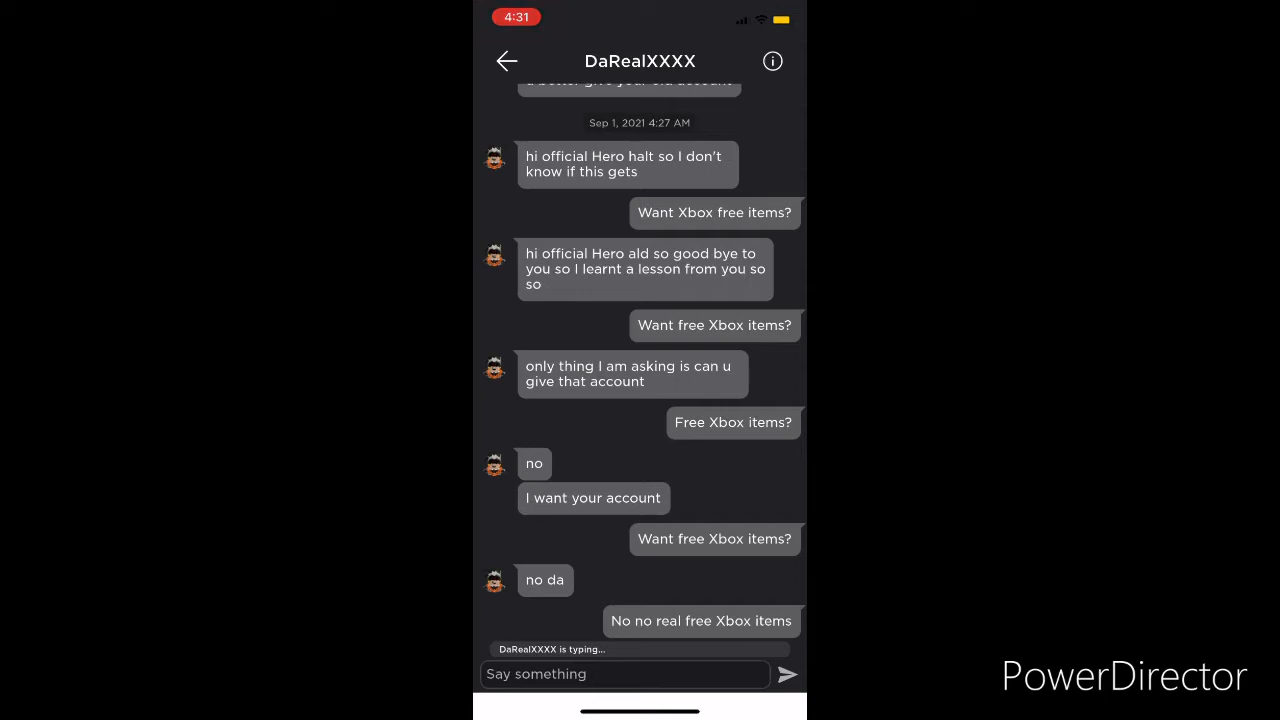 4:31
DaRealXXXX
Sep 1, 2021 4:27 AM
hi official Hero halt so I don't
know if this gets
Want Xbox free items?
hi official Hero ald so good bye to
you so I learnt a lesson from you so
so
Want free Xbox items?
only thing I am asking is can u
give that account
Free Xbox items?
no
I want your account
Want free Xbox items?
no da
No no real free Xbox items
DaRealXXXX is typing...
Say something
PowerDirector